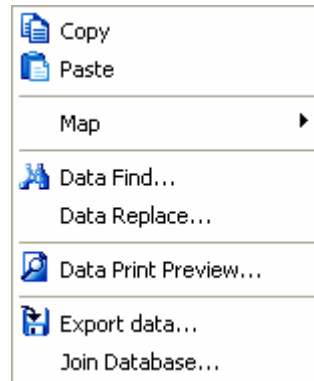 Copy
Paste
Map
Data Find...
Data Replace...
Data Print Preview...
Export data...
Join Database...